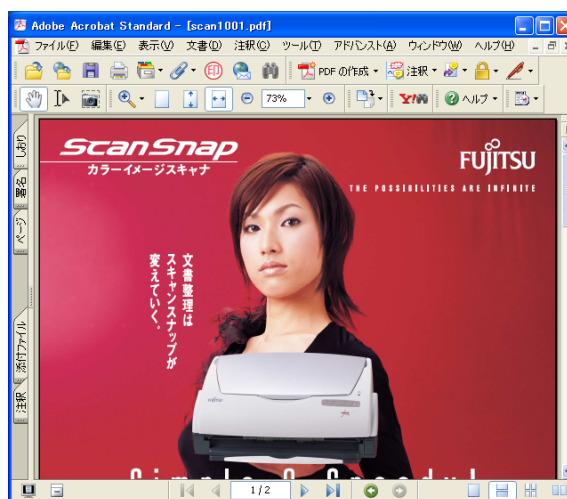 Adobe Acrobat Standard - [scan1001.pdf]
ファイル(F) 編集(E) 表示(V) 文書(D) 注釈(C) ツール(T) アドバンスト(A) ウィンドウ(W) ヘルプ(H)
PDF の作成 注釈
73% Y! ヘルプ
しおり
署名
ページ
添付ファイル
注釈
ScanSnap
カラーイメージスキャナ
FUJITSU
THE POSSIBILITIES ARE INFINITE
文書整理は
スキャンスナップが
変えていく。
FUJITSU
Simple & Speedy!
1/2